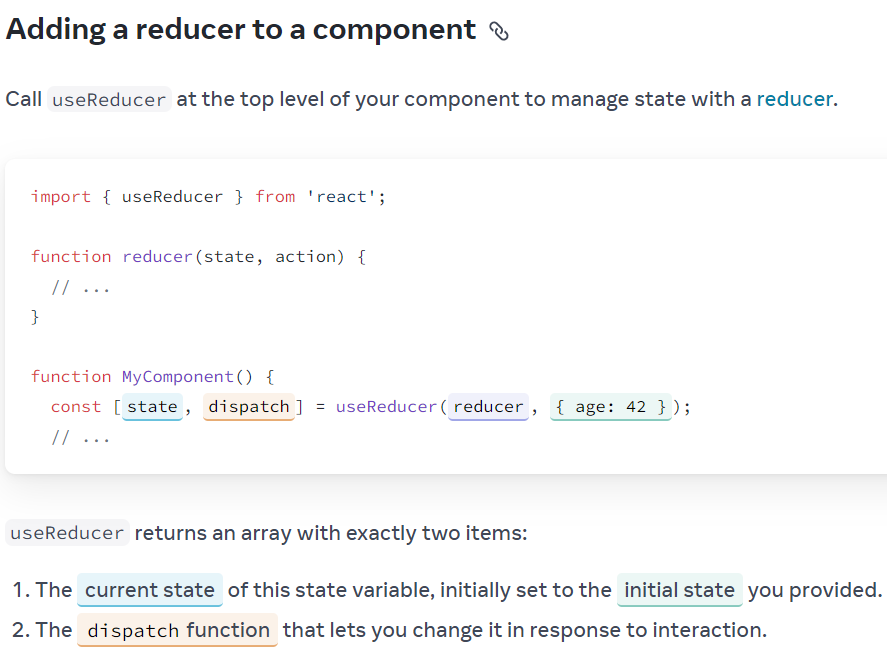 Adding a reducer to a component
Call useReducer at the top level of your component to manage state with a reducer.
import { useReducer } from 'react';
function reducer(state, action) {
// ...
}
function MyComponent() {
const [state, dispatch] = useReducer(reducer, { age: 42 });
// ...
useReducer returns an array with exactly two items:
1. The current state of this state variable, initially set to the initial state you provided.
2. The dispatch function that lets you change it in response to interaction.